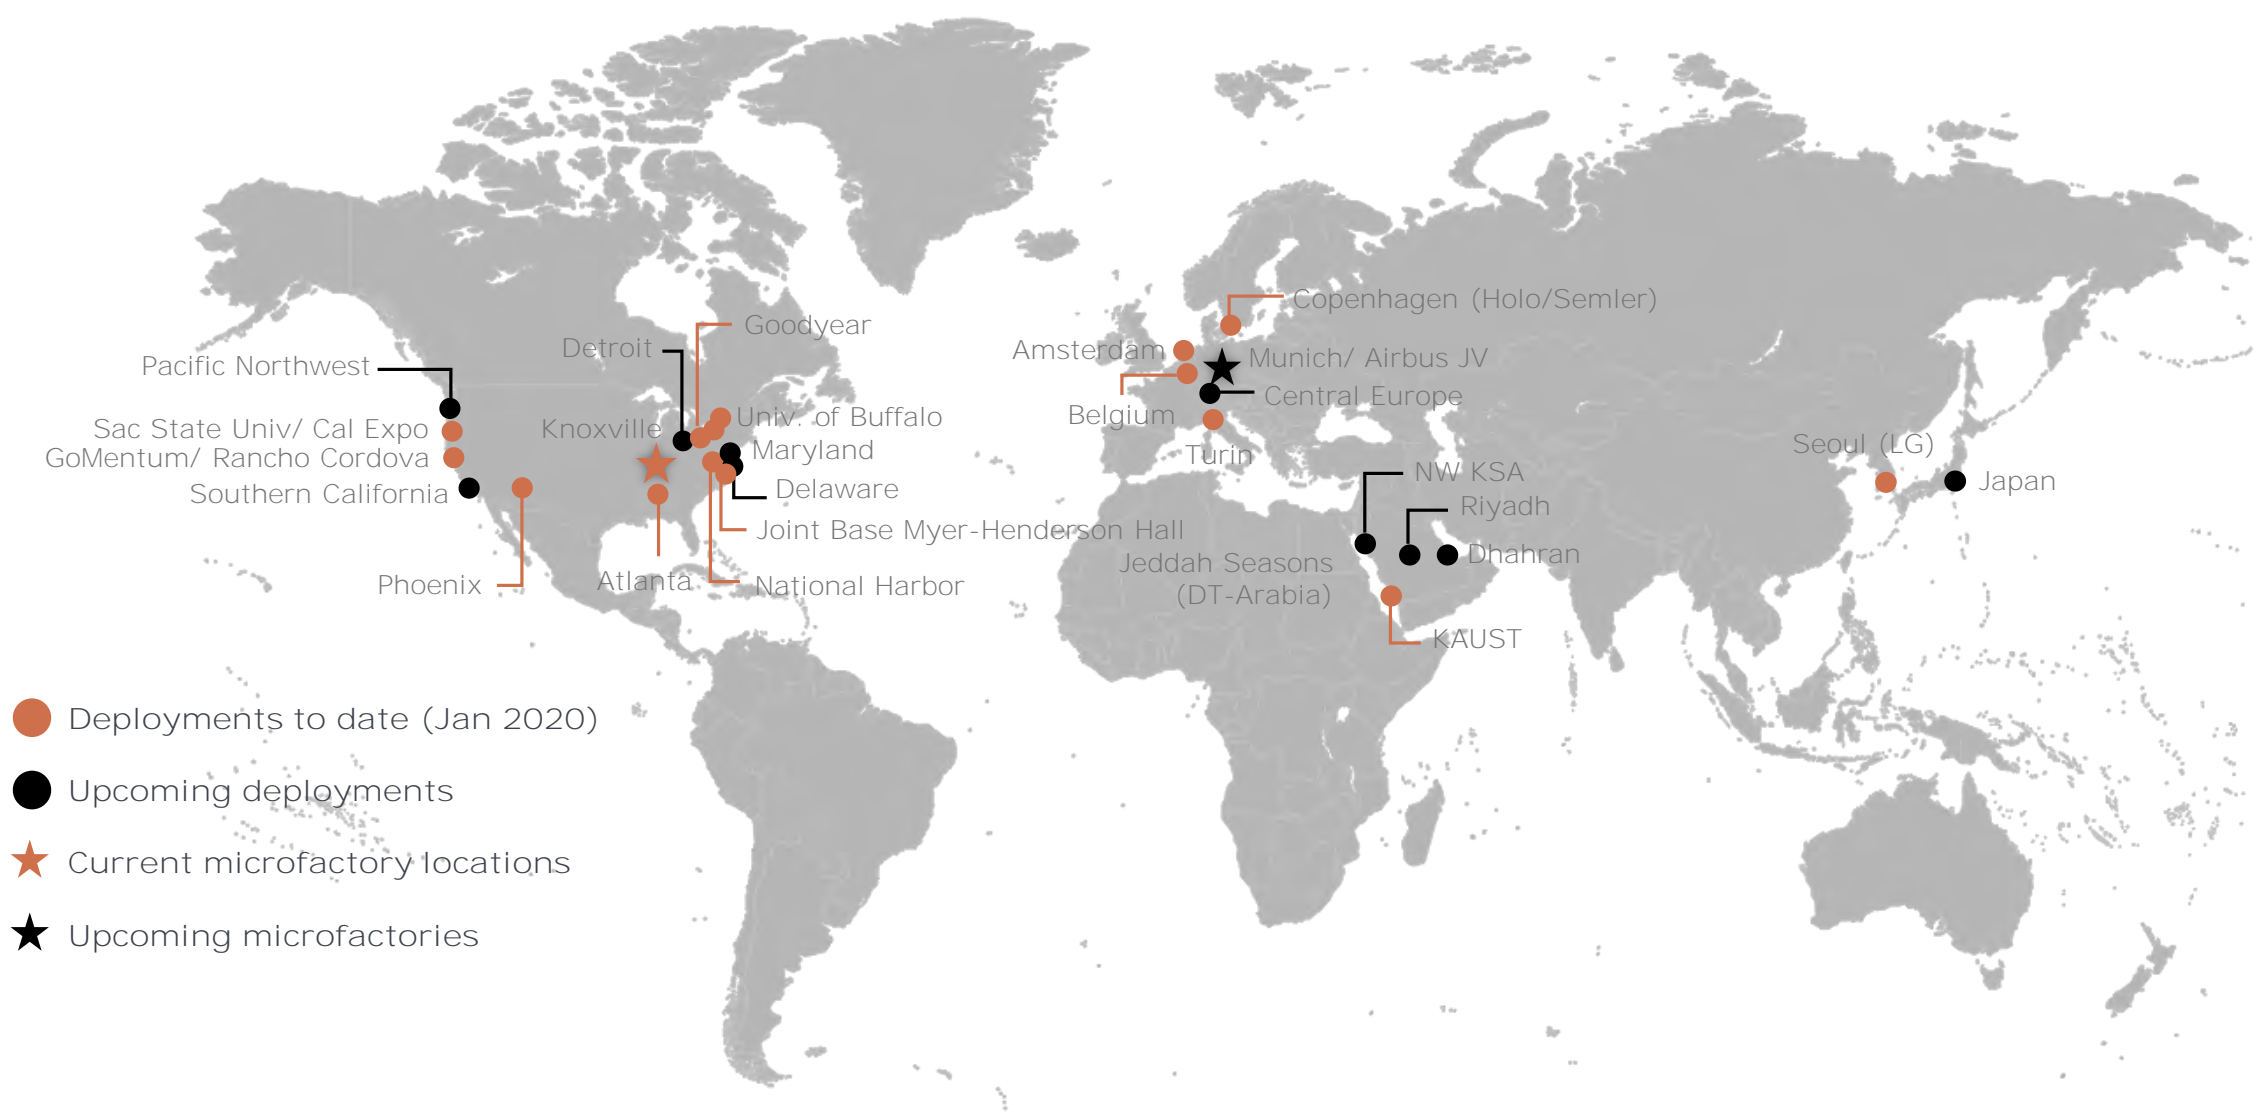 Copenhagen (Holo/Semler)
Goodyear
Detroit
Amsterdam
Munich/ Airbus JV
Pacific Northwest
Central Europe
Belgium
Univ. of Buffalo
Sac State Univ/ Cal Expo
Knoxville
Maryland
Turin
Seoul (LG)
GoMentum/ Rancho Cordova
NW KSA
Japan
Southern California
Delaware
Riyadh
Joint Base Myer-Henderson Hall
Dhahran
Jeddah Seasons
(DT-Arabia)
Phoenix
Atlanta
National Harbor
KAUST
Deployments to date (Jan 2020)
Upcoming deployments
Current microfactory locations
Upcoming microfactories